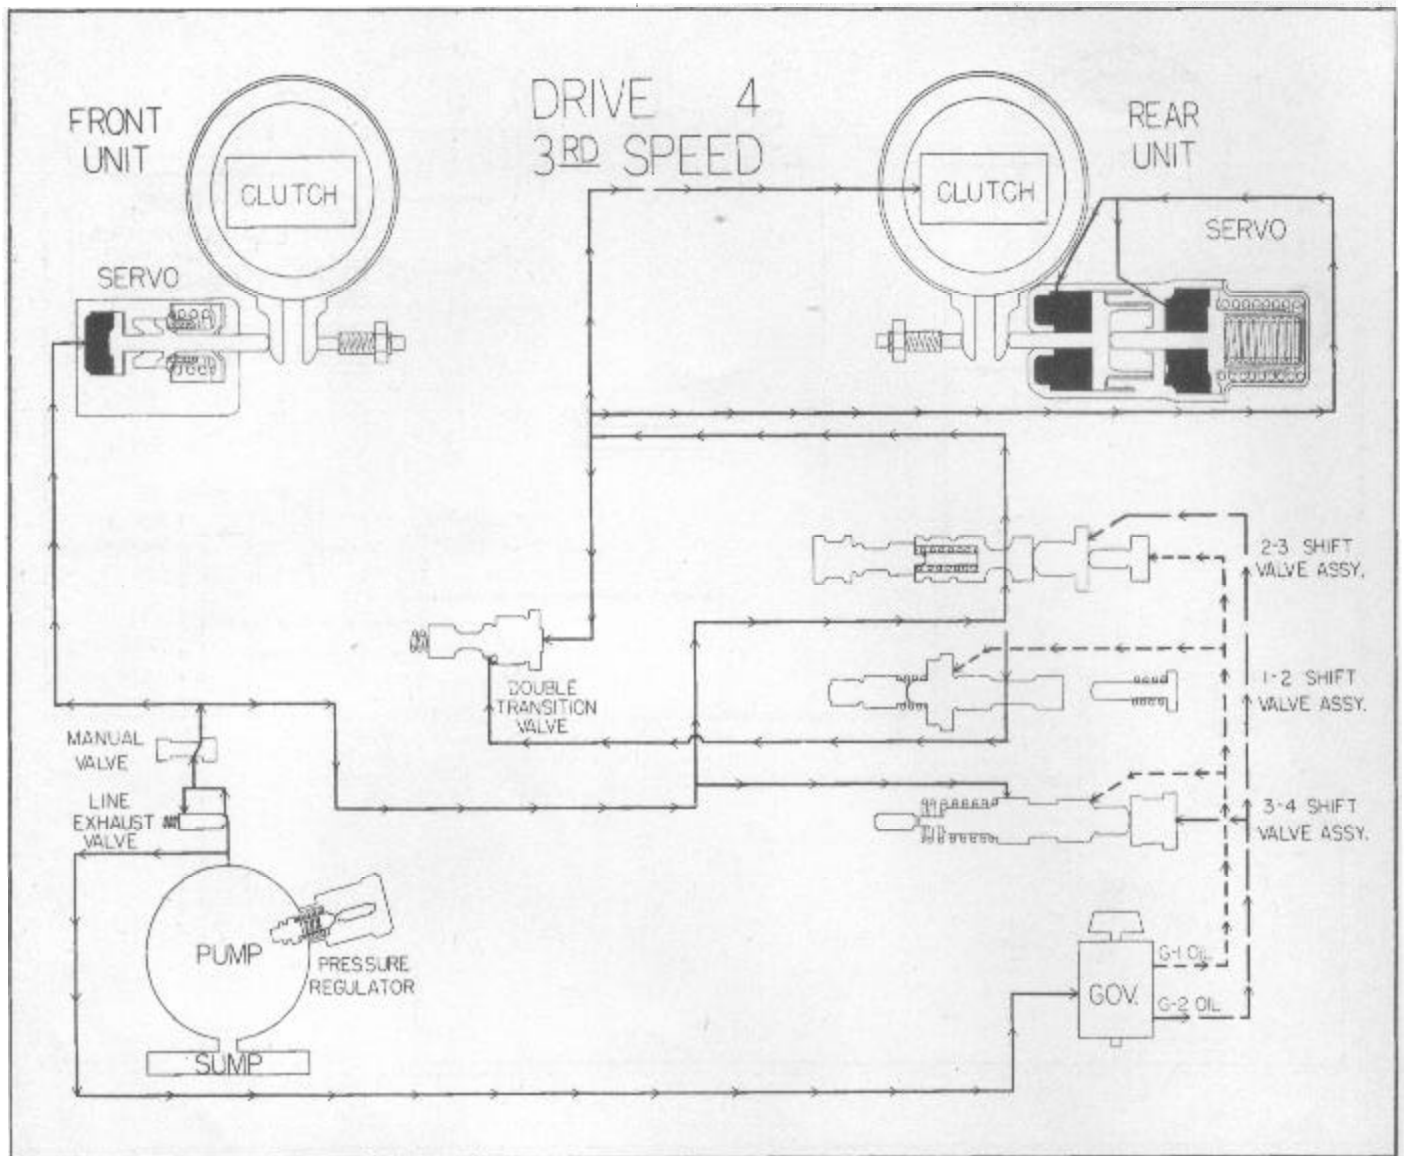 DRIVE 4
3RD SPEED
FRONT
UNIT
CLUTCH
SERVO
REAR
UNIT
CLUTCH
SERVO
2-3 SHIFT
VALVE ASSY.
1-2 SHIFT
VALVE ASSY.
3-4 SHIFT
VALVE ASSY.
DOUBLE
TRANSITION
VALVE
MANUAL
VALVE
LINE
EXHAUST
VALVE
PUMP
PRESSURE
REGULATOR
SUMP
GOV.
G-1 OIL
G-2 OIL